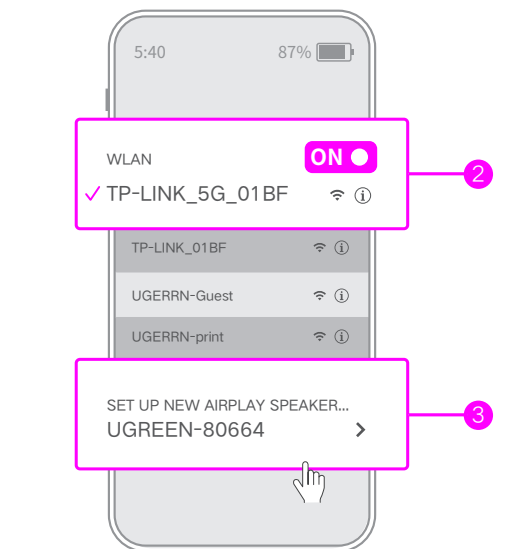 5:40 87%
WLAN ON
2
TP-LINK_5G_01BF
TP-LINK_01BF
UGERRN-Guest
UGERRN-print
SET UP NEW AIRPLAY SPEAKER...
3
UGREEN-80664